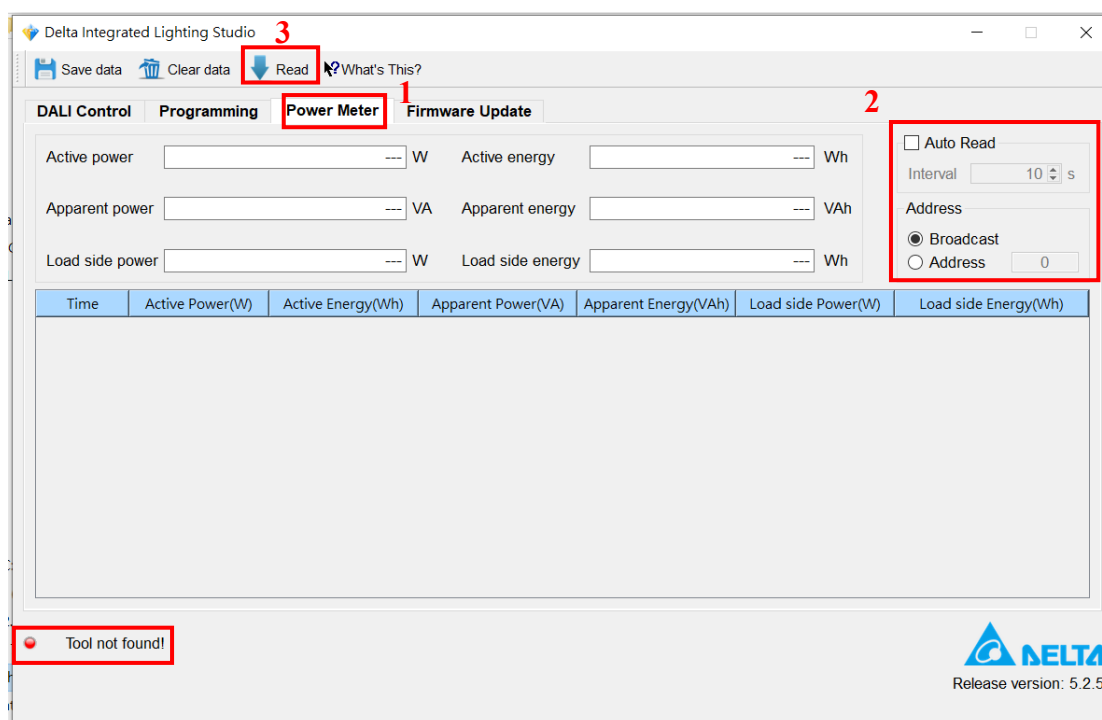 Delta Integrated Lighting Studio
3
Save data Clear data Read What's This?
1
DALI Control Programming Power Meter Firmware Update
2
Active power --- W Active energy --- Wh
Auto Read
Interval 10 s
Apparent power --- VA Apparent energy --- VAh
Address
Broadcast
Load side power --- W Load side energy --- Wh
Address 0
Time Active Power(W) Active Energy(Wh) Apparent Power(VA) Apparent Energy(VAh) Load side Power(W) Load side Energy(Wh)
Tool not found!
DELTA
Release version: 5.2.5